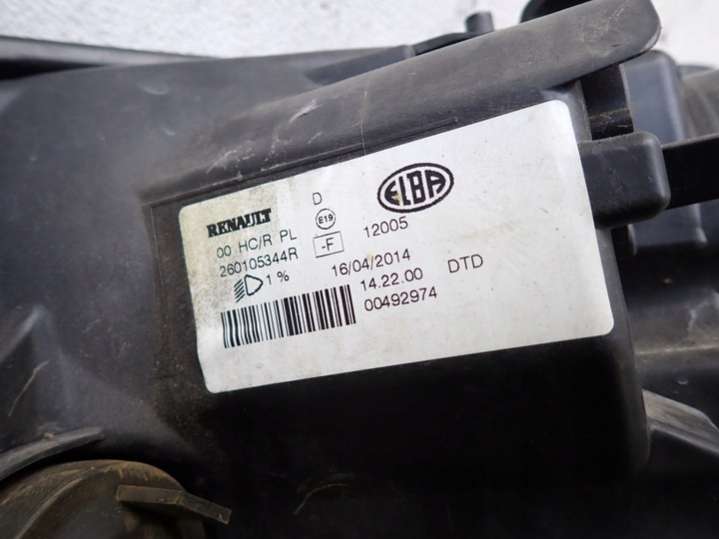 RENAULT D ELBA
00 HC/R PL E19 12005
260105344R -F
1 % 16/04/2014
14.22.00 DTD
00492974